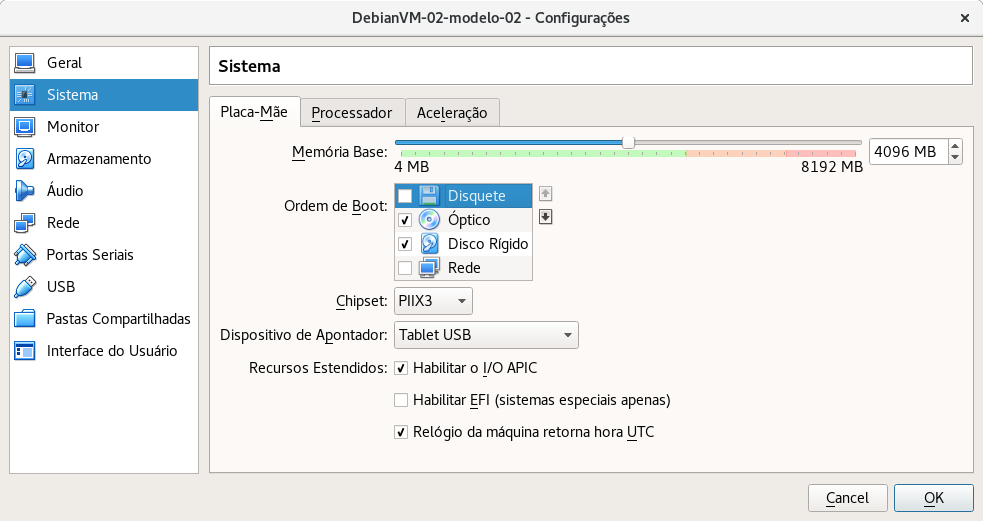 DebianVM-02-modelo-02 - Configurações
Geral
Sistema
Monitor
Armazenamento
Áudio
Rede
Portas Seriais
USB
Pastas Compartilhadas
Interface do Usuário
Sistema
Placa-Mãe Processador Aceleração
Memória Base: 4096 MB
4 MB 8192 MB
Ordem de Boot: Disquete
Óptico
Disco Rígido
Rede
Chipset: PIIX3
Dispositivo de Apontador: Tablet USB
Recursos Estendidos: Habilitar o I/O APIC
Habilitar EFI (sistemas especiais apenas)
Relógio da máquina retorna hora UTC
Cancel OK